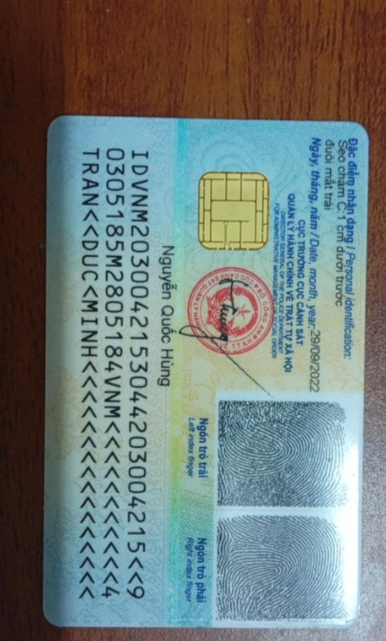 Đặc điểm nhân dạng / Personal identification:
Sẹo chấm C:1 cm dưới trước
đuôi mắt trái
Ngày, tháng, năm / Date, month, year: 29/09/2022
CỤC TRƯỞNG CỤC CẢNH SÁT
QUẢN LÝ HÀNH CHÍNH VỀ TRẬT TỰ XÃ HỘI
DIRECTOR GENERAL OF THE POLICE DEPARTMENT
FOR ADMINISTRATIVE MANAGEMENT OF SOCIAL ORDER
Nguyễn Quốc Hùng
Ngón trỏ trái
Left index finger
Ngón trỏ phải
Right index finger
IDVNM2030042153044203004215<<9
0305185M2805184VNM<<<<<<<<<<<4
TRAN<<DUC<MINH<<<<<<<<<<<<<<<<